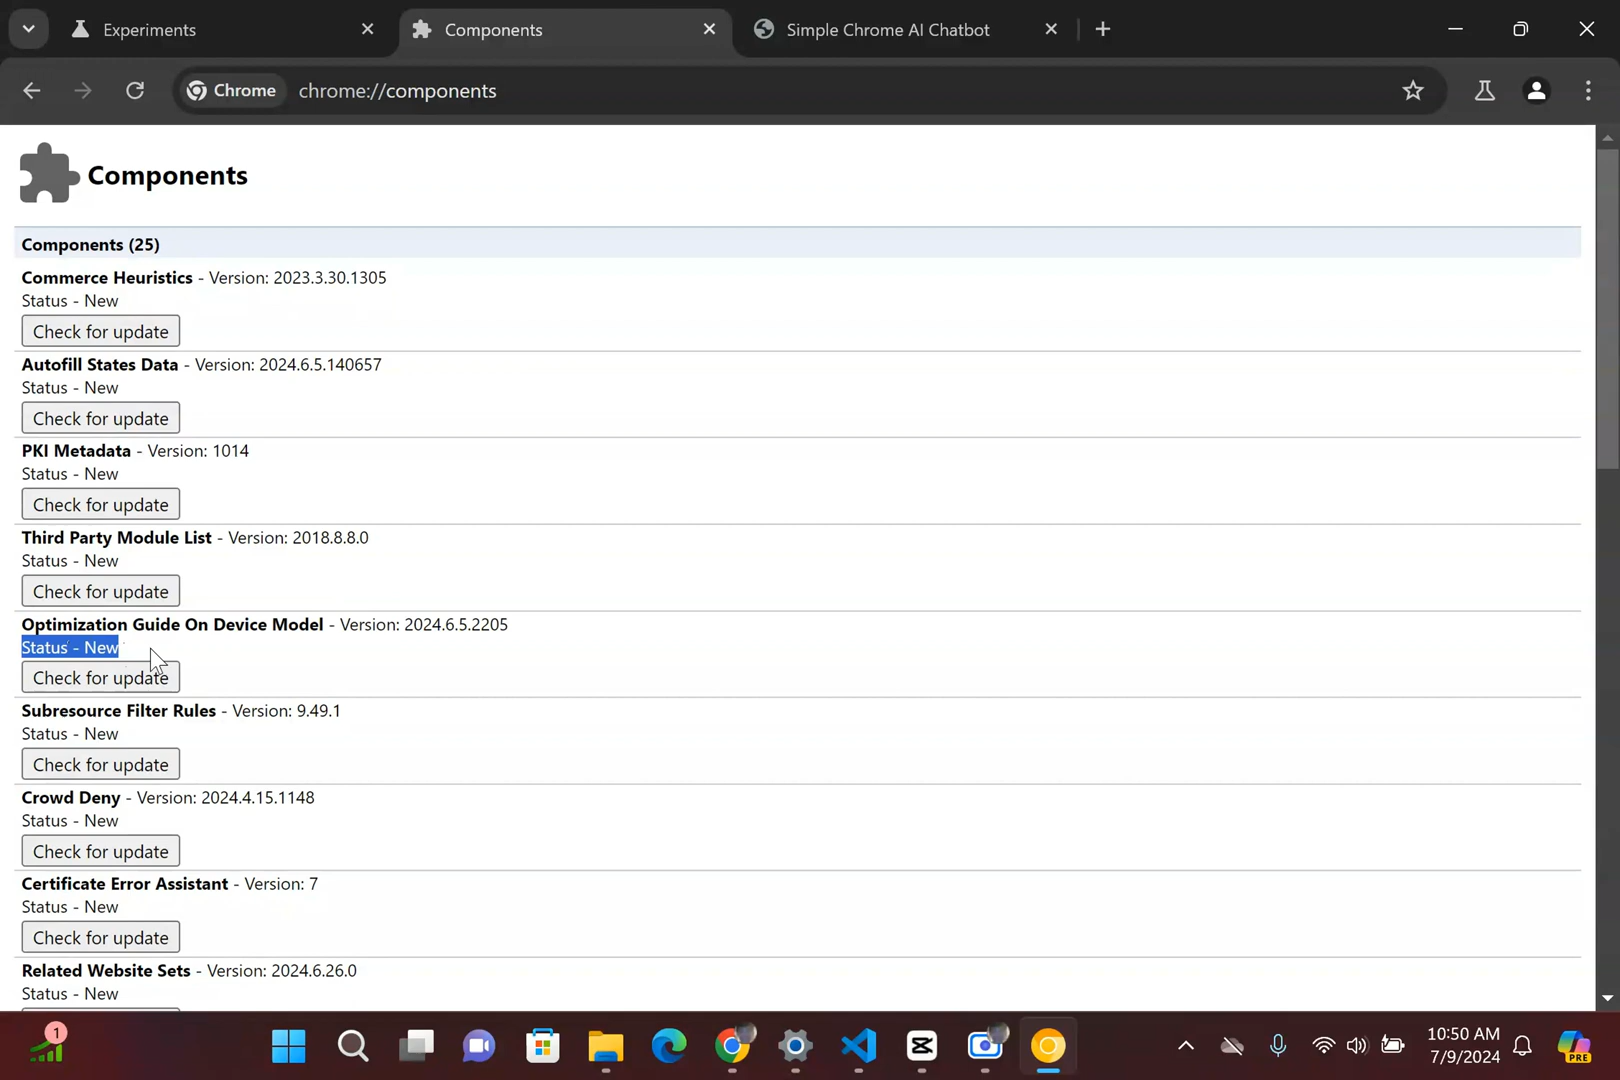 Experiments
Components
Simple Chrome AI Chatbot
Chrome
chrome://components
Components
Components (25)
Commerce Heuristics - Version: 2023.3.30.1305
Status - New
Check for update
Autofill States Data - Version: 2024.6.5.140657
Status - New
Check for update
PKI Metadata - Version: 1014
Status - New
Check for update
Third Party Module List - Version: 2018.8.8.0
Status - New
Check for update
Optimization Guide On Device Model - Version: 2024.6.5.2205
Status - New
Check for update
Subresource Filter Rules - Version: 9.49.1
Status - New
Check for update
Crowd Deny - Version: 2024.4.15.1148
Status - New
Check for update
Certificate Error Assistant - Version: 7
Status - New
Check for update
Related Website Sets - Version: 2024.6.26.0
Status - New
1
10:50 AM
7/9/2024
PRE